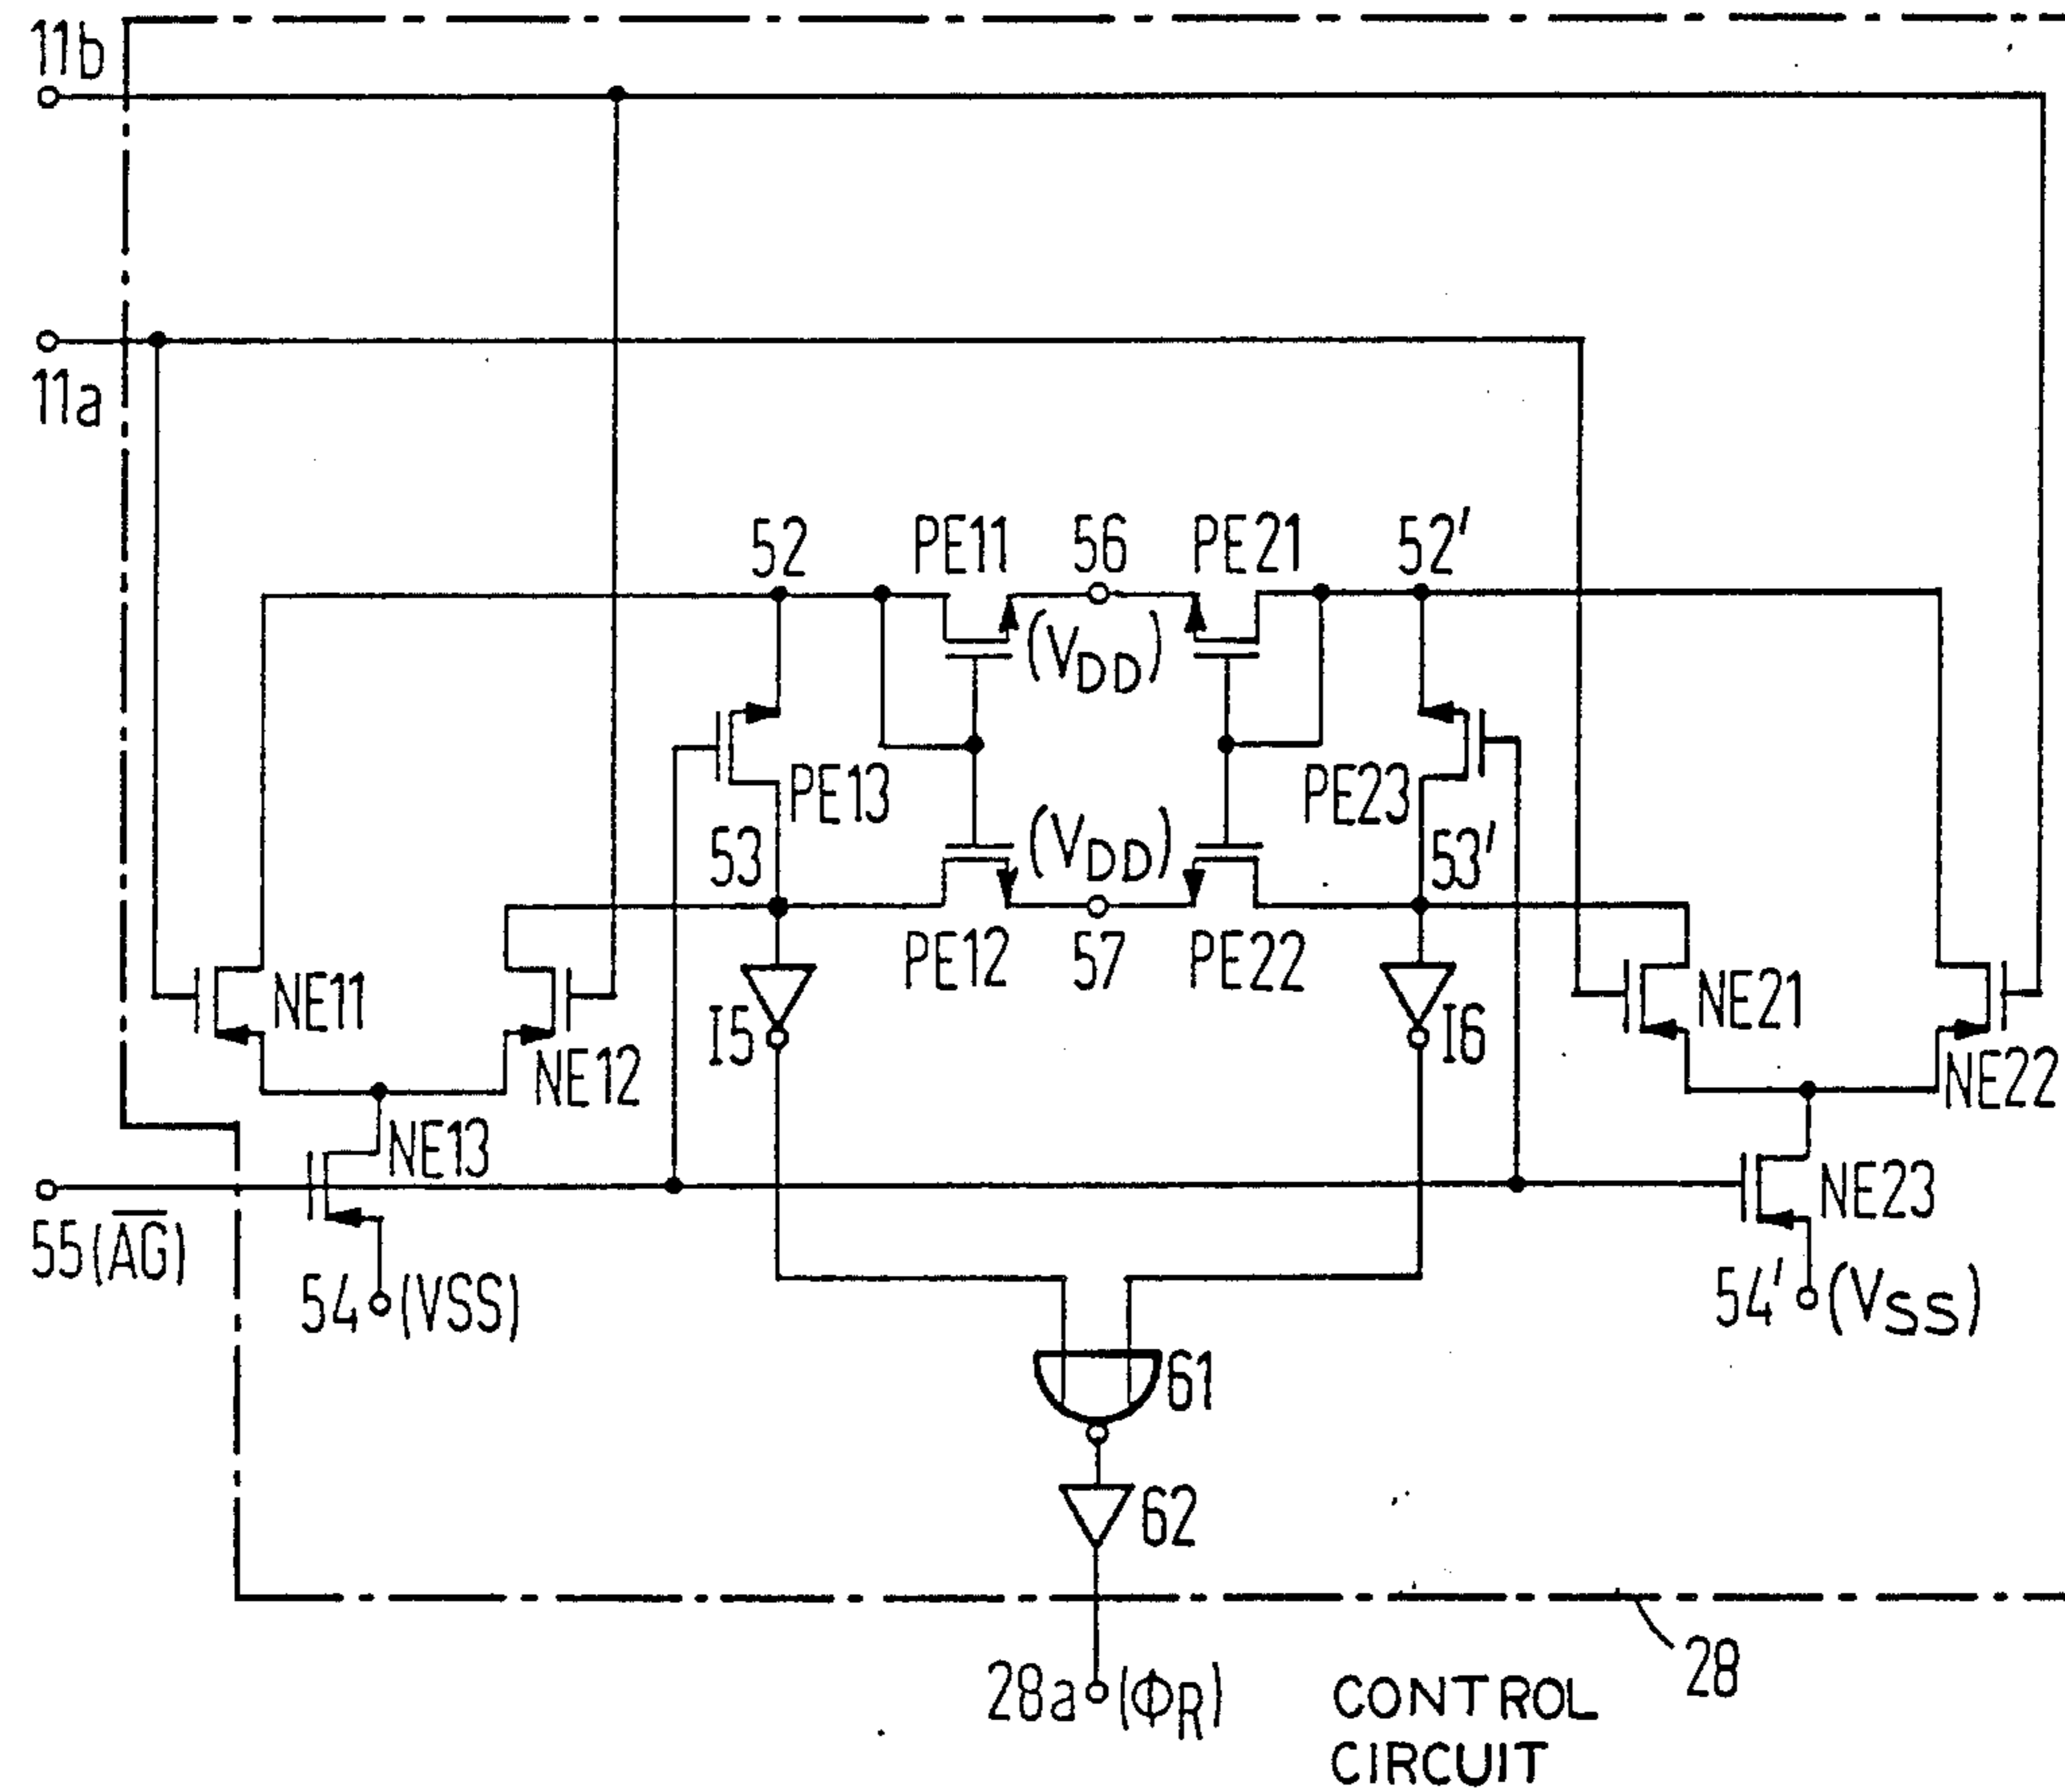 11b
11a
52
PE11
56
PE21
52′
(VDD)
PE13
PE23
53
(VDD)
53′
PE12
57
PE22
NE11
I5
I6
NE21
NE12
NE22
NE13
NE23
55(A̅G̅)
54
(VSS)
54′
(VSS)
61
62
28a
(ΦR)
28
CONTROL
CIRCUIT